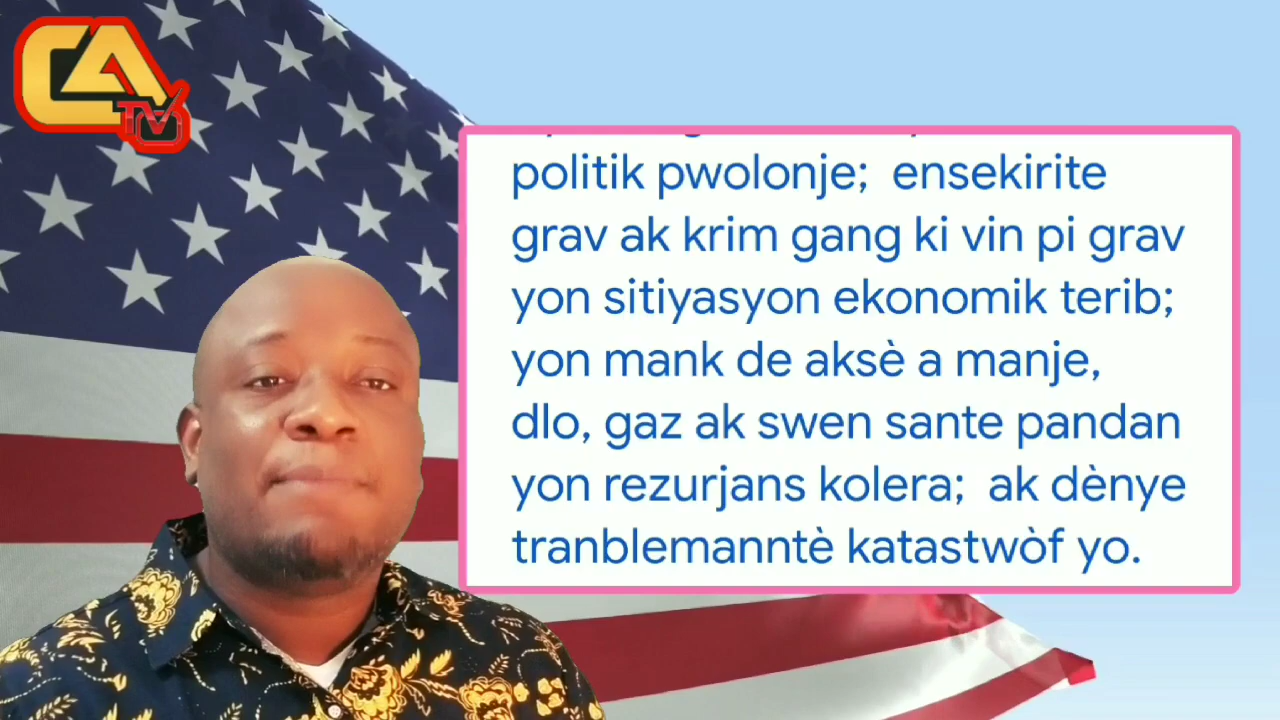 CA
TV
politik pwolonje; ensekirite
grav ak krim gang ki vin pi grav
yon sitiyasyon ekonomik terib;
yon mank de aksè a manje,
dlo, gaz ak swen sante pandan
yon rezurjans kolera; ak dènye
tranblemanntè katastwòf yo.